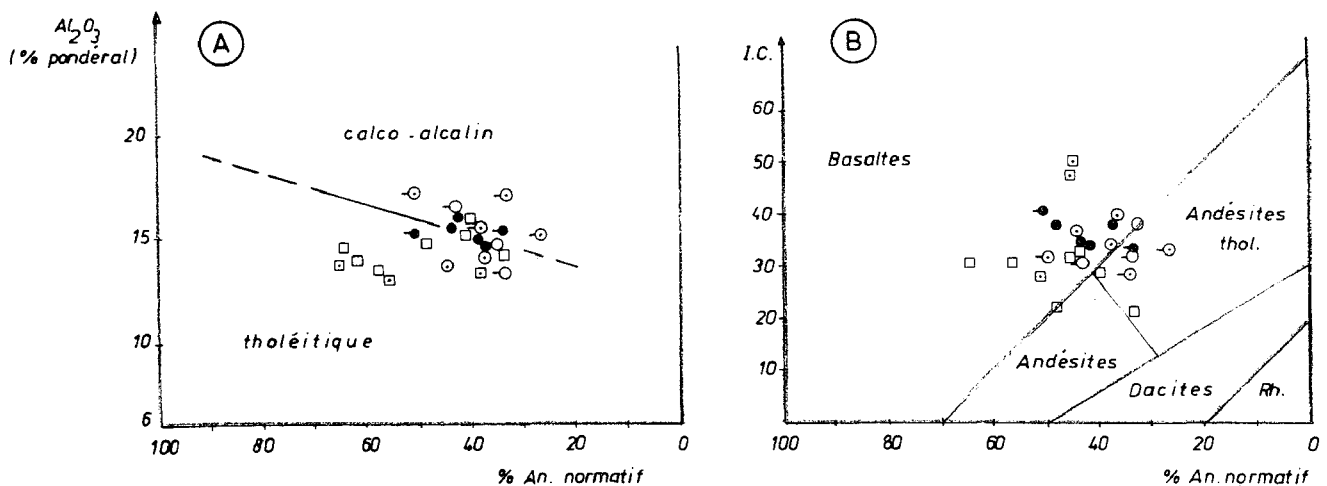 Al2O3
(% pondéral)
A
20
15
10
6
calco-alcalin
tholéitique
100 80 60 40 20 0
% An. normatif
B
I.C.
60
50
40
30
20
10
Basaltes
Andésites
thol.
Andésites
Dacites
Rh.
100 80 60 40 20 0
% An. normatif